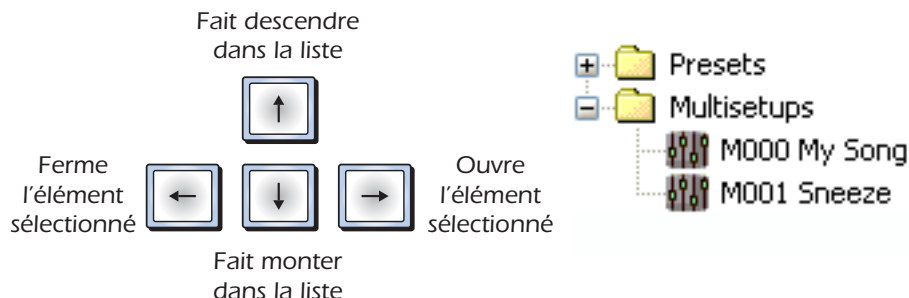 Fait descendre
dans la liste
Ferme
l'élément
sélectionné
Ouvre
l'élément
sélectionné
Fait monter
dans la liste
Presets
Multisetups
M000 My Song
M001 Sneeze